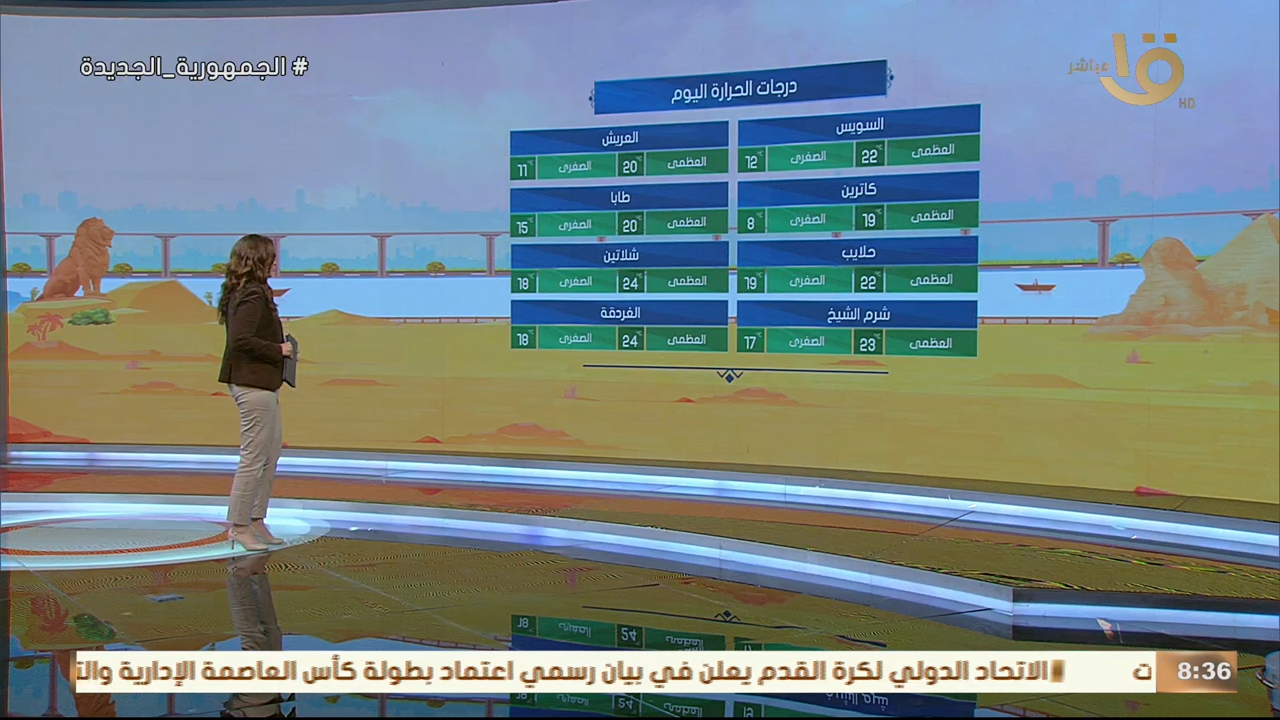 # الجمهورية_الجديدة
ق١
مباشر
HD
درجات الحرارة اليوم
السويس
العظمى 22 الصغرى 12
العريش
العظمى 20 الصغرى 11
كاترين
العظمى 19 الصغرى 8
طابا
العظمى 20 الصغرى 15
حلايب
العظمى 22 الصغرى 19
شلاتين
العظمى 24 الصغرى 18
شرم الشيخ
العظمى 23 الصغرى 17
الغردقة
العظمى 24 الصغرى 18
8:36
الاتحاد الدولي لكرة القدم يعلن في بيان رسمي اعتماد بطولة كأس العاصمة الإدارية